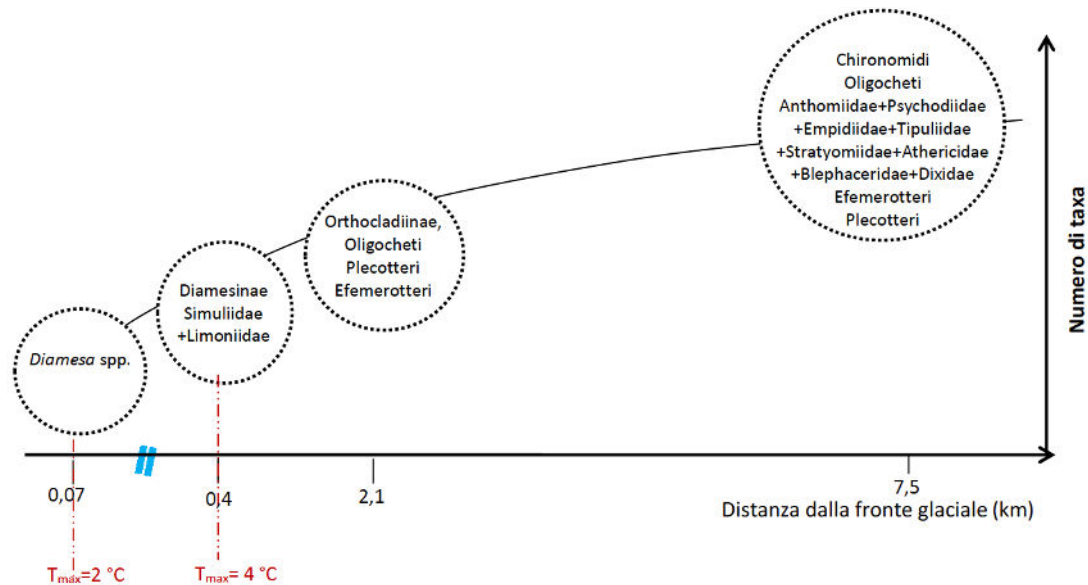 Chironomidi
Oligocheti
Anthomiidae+Psychodiidae
+Empidiidae+Tipuliidae
+Stratyomiidae+Athericidae
+Blephaceridae+Dixidae
Efemerotteri
Plecotteri
Orthocladiinae,
Oligocheti
Plecotteri
Efemerotteri
Diamesinae
Simuliidae
+Limoniidae
Diamesa spp.
Numero di taxa
0,07
0,4
2,1
7,5
Distanza dalla fronte glaciale (km)
Tmax=2 °C
Tmax= 4 °C